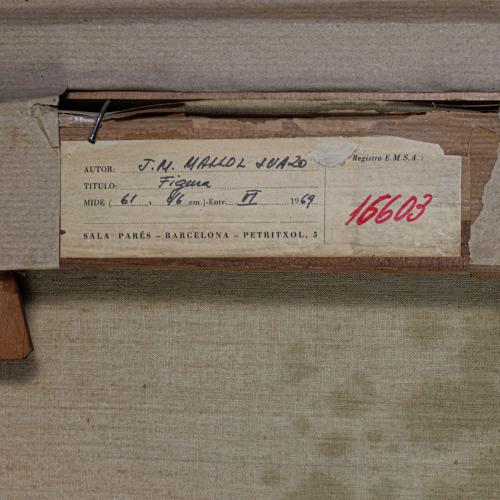 AUTOR: J. M. MALLOL SUAZO
Registro E.M.S.A.:
TITULO: Figura
MIDE ( 61 x 46 cm.)-Entr. VI 1969
16603
SALA PARÉS – BARCELONA – PETRITXOL, 5